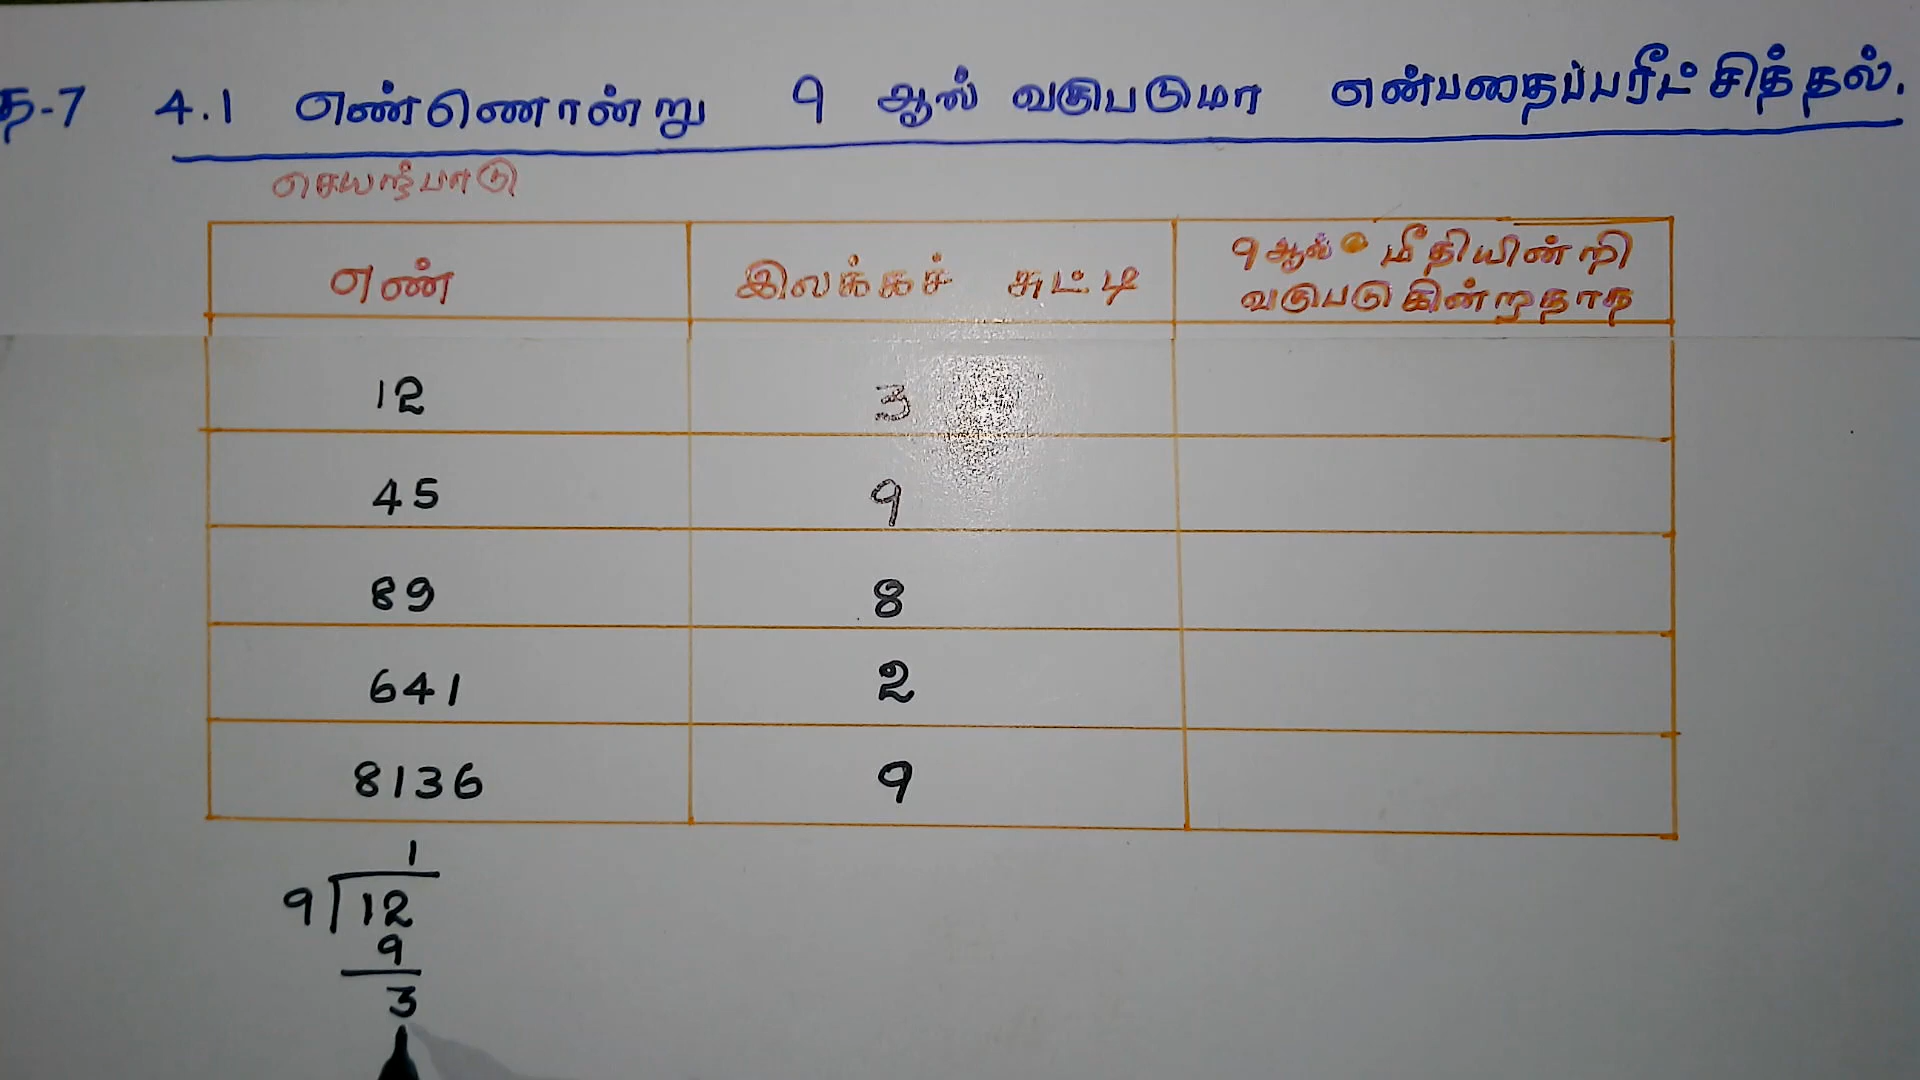 த-7 4.1 எண்ணொன்று 9 ஆல் வகுபடுமா என்பதைப்பரீட்சித்தல்.
செயற்பாடு
எண் இலக்கச் சுட்டி 9 ஆல் மீதியின்றி
வகுபடுகின்றதாத
12 3
45 9
89 8
641 2
8136 9
1
9 12
9
3